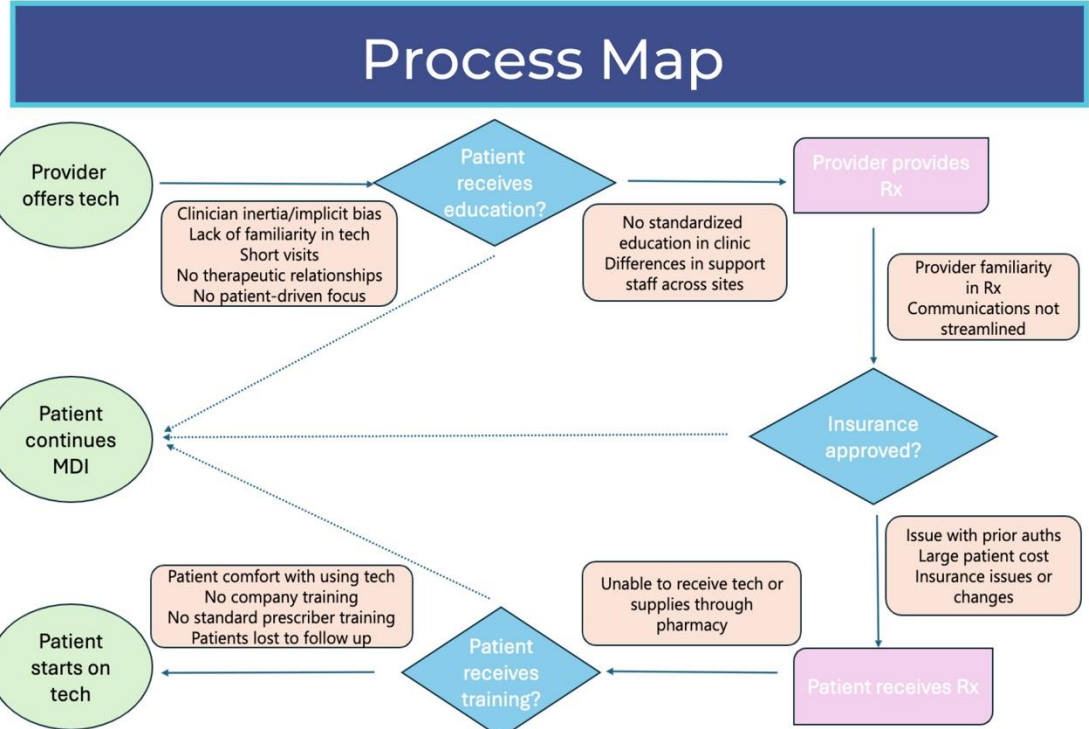 Process Map
Provider
offers tech
Clinician inertia/implicit bias
Lack of familiarity in tech
Short visits
No therapeutic relationships
No patient-driven focus
Patient
receives
education?
No standardized
education in clinic
Differences in support
staff across sites
Provider provides
Rx
Provider familiarity
in Rx
Communications not
streamlined
Patient
continues
MDI
Insurance
approved?
Issue with prior auths
Large patient cost
Insurance issues or
changes
Patient comfort with using tech
No company training
No standard prescriber training
Patients lost to follow up
Unable to receive tech or
supplies through
pharmacy
Patient
starts on
tech
Patient
receives
training?
Patient receives Rx